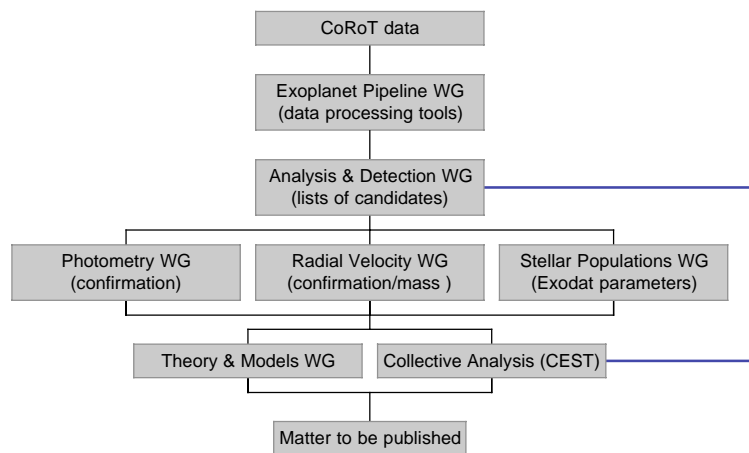 CoRoT data
Exoplanet Pipeline WG
(data processing tools)
Analysis & Detection WG
(lists of candidates)
Photometry WG
(confirmation)
Radial Velocity WG
(confirmation/mass )
Stellar Populations WG
(Exodat parameters)
Theory & Models WG
Collective Analysis (CEST)
Matter to be published